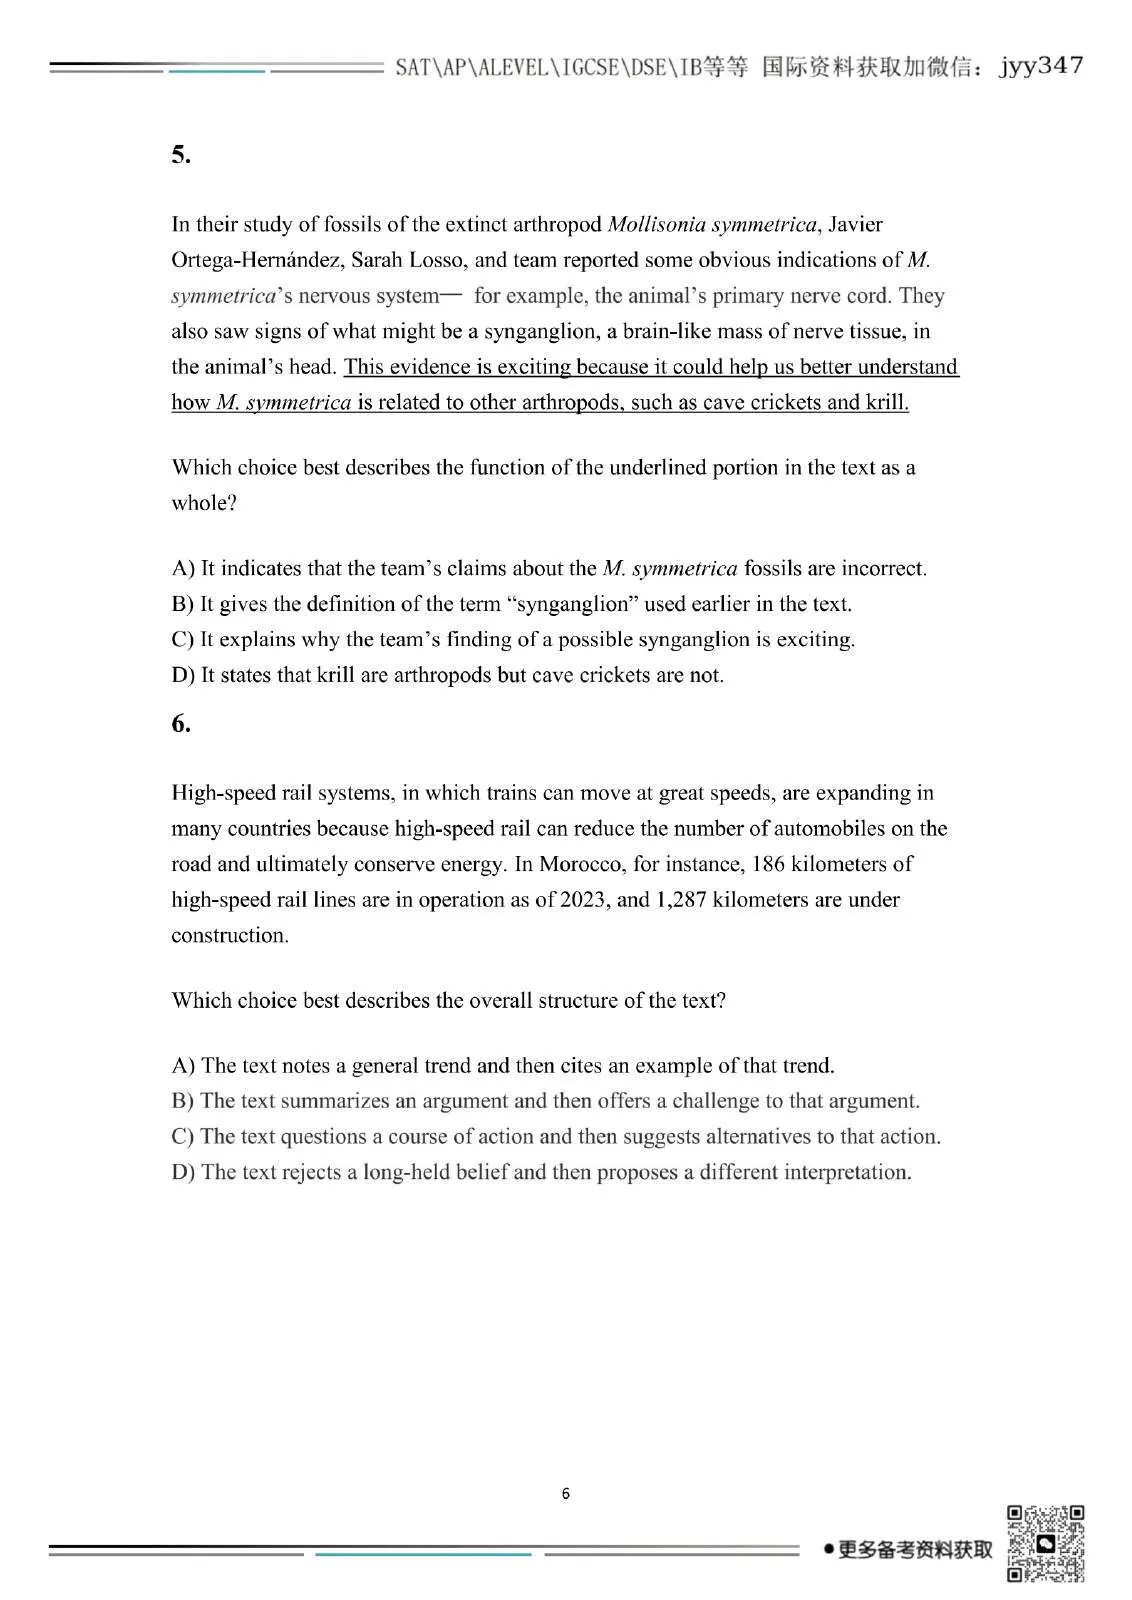 SAT\AP\ALEVEL\IGCSE\DSE\IB等等 国际资料获取加微信：jyy347
5.
In their study of fossils of the extinct arthropod Mollisonia symmetrica, Javier
Ortega-Hernández, Sarah Losso, and team reported some obvious indications of M.
symmetrica’s nervous system— for example, the animal’s primary nerve cord. They
also saw signs of what might be a synganglion, a brain-like mass of nerve tissue, in
the animal’s head. This evidence is exciting because it could help us better understand
how M. symmetrica is related to other arthropods, such as cave crickets and krill.
Which choice best describes the function of the underlined portion in the text as a
whole?
A) It indicates that the team’s claims about the M. symmetrica fossils are incorrect.
B) It gives the definition of the term “synganglion” used earlier in the text.
C) It explains why the team’s finding of a possible synganglion is exciting.
D) It states that krill are arthropods but cave crickets are not.
6.
High-speed rail systems, in which trains can move at great speeds, are expanding in
many countries because high-speed rail can reduce the number of automobiles on the
road and ultimately conserve energy. In Morocco, for instance, 186 kilometers of
high-speed rail lines are in operation as of 2023, and 1,287 kilometers are under
construction.
Which choice best describes the overall structure of the text?
A) The text notes a general trend and then cites an example of that trend.
B) The text summarizes an argument and then offers a challenge to that argument.
C) The text questions a course of action and then suggests alternatives to that action.
D) The text rejects a long-held belief and then proposes a different interpretation.
6
●更多备考资料获取